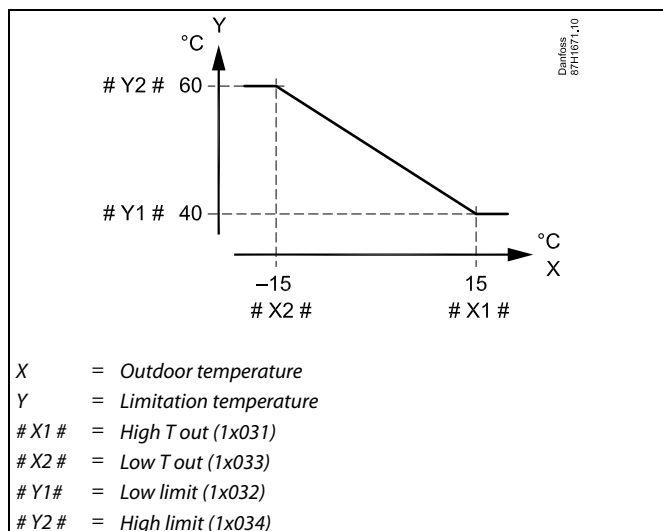 Y
°C
# Y2 # 60
# Y1 # 40
°C
X
–15 15
# X2 # # X1 #
Danfoss
87H1671.10
X = Outdoor temperature
Y = Limitation temperature
# X1 # = High T out (1x031)
# X2 # = Low T out (1x033)
# Y1# = Low limit (1x032)
# Y2 # = High limit (1x034)